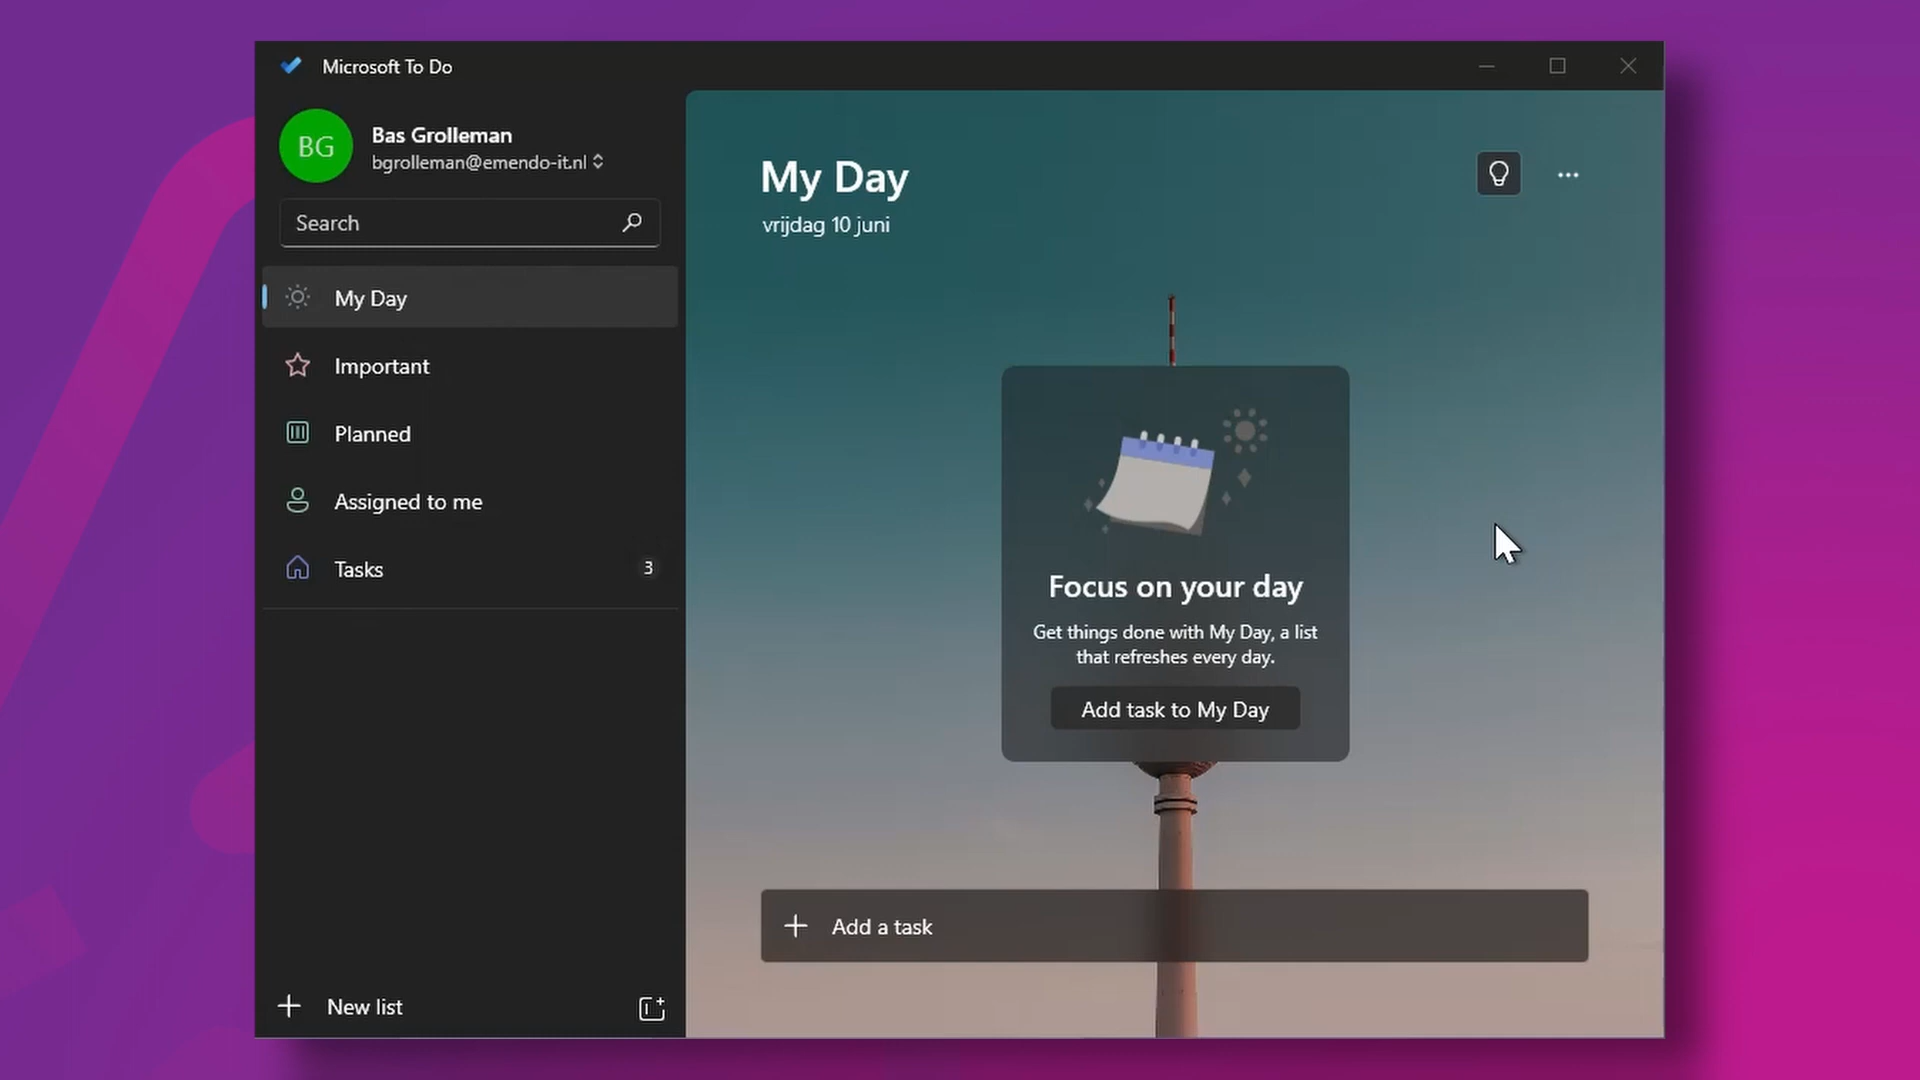 Microsoft To Do
BG
Bas Grolleman
bgrolleman@emendo-it.nl
Search
My Day
Important
Planned
Assigned to me
Tasks
3
New list
My Day
vrijdag 10 juni
Focus on your day
Get things done with My Day, a list
that refreshes every day.
Add task to My Day
Add a task